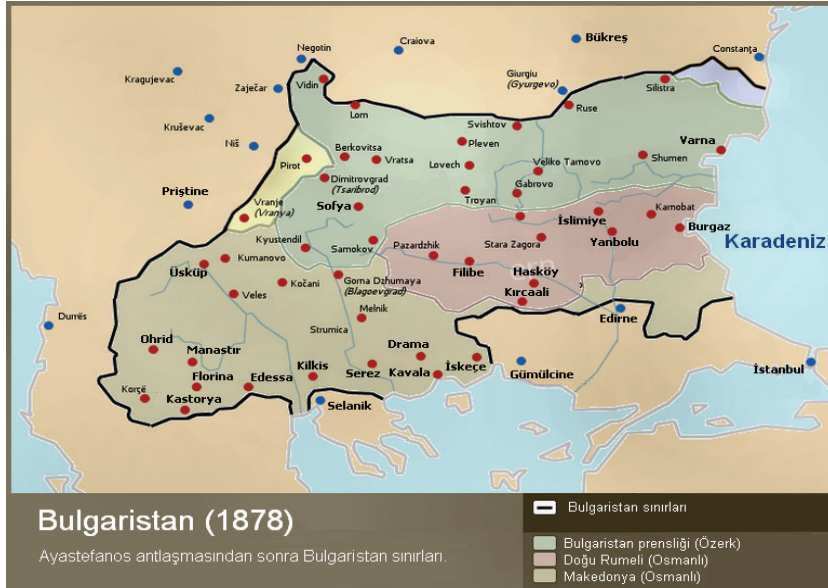 Negotin
Craiova
Bükreş
Constanţa
Kragujevac
Zaječar
Vidin
Giurgiu
(Gyurgevo)
Silistra
Lom
Ruse
Kruševac
Svishtov
Niš
Berkovitsa
Pleven
Varna
Pirot
Vratsa
Lovech
Veliko Tarnovo
Shumen
Dimitrovgrad
(Tsaribrod)
Gabrovo
Priştine
Troyan
Vranje
(Vranya)
Sofya
İslimiye
Karnobat
Burgaz
Kyustendil
Samokov
Pazardzhik
Stara Zagora
Yanbolu
Karadeniz
Üsküp
Kumanovo
Filibe
Hasköy
Kočani
Gorna Dzhumaya
(Blagoevgrad)
Kırcaali
Veles
Melnik
Edirne
Durrës
Strumica
Ohrid
Manastır
Drama
Florina
Edessa
Kilkis
Serez
Kavala
İskeçe
Gümülcine
İstanbul
Korçë
Kastorya
Selanik
Bulgaristan (1878)
Ayastefanos antlaşmasından sonra Bulgaristan sınırları.
Bulgaristan sınırları
Bulgaristan prensliği (Özerk)
Doğu Rumeli (Osmanlı)
Makedonya (Osmanlı)